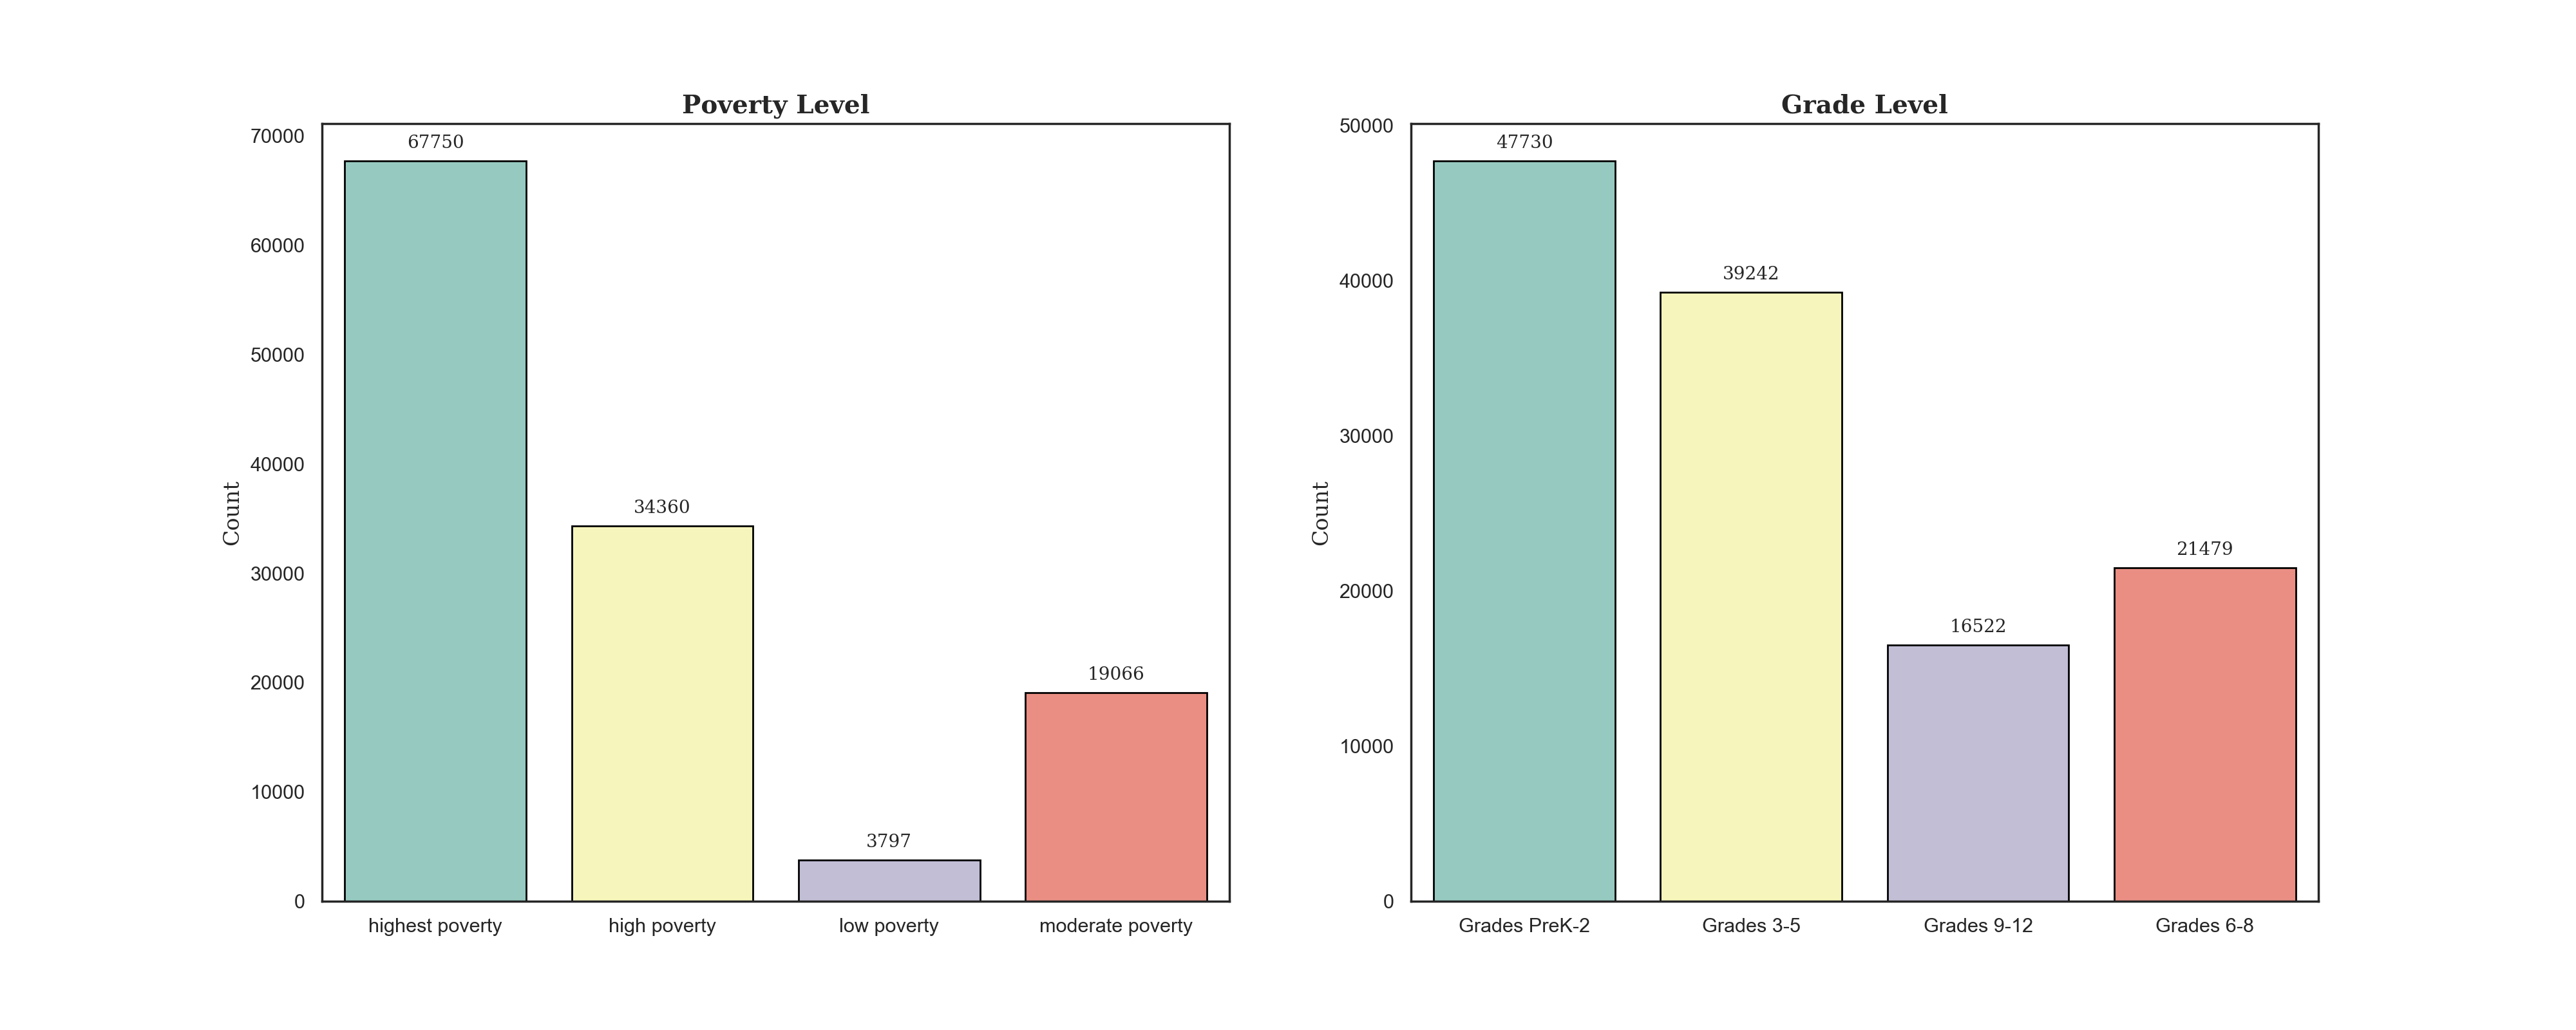 Poverty Level
70000
60000
50000
40000
30000
20000
10000
0
Count
67750
34360
3797
19066
highest poverty
high poverty
low poverty
moderate poverty
Grade Level
50000
40000
30000
20000
10000
0
Count
47730
39242
16522
21479
Grades PreK-2
Grades 3-5
Grades 9-12
Grades 6-8